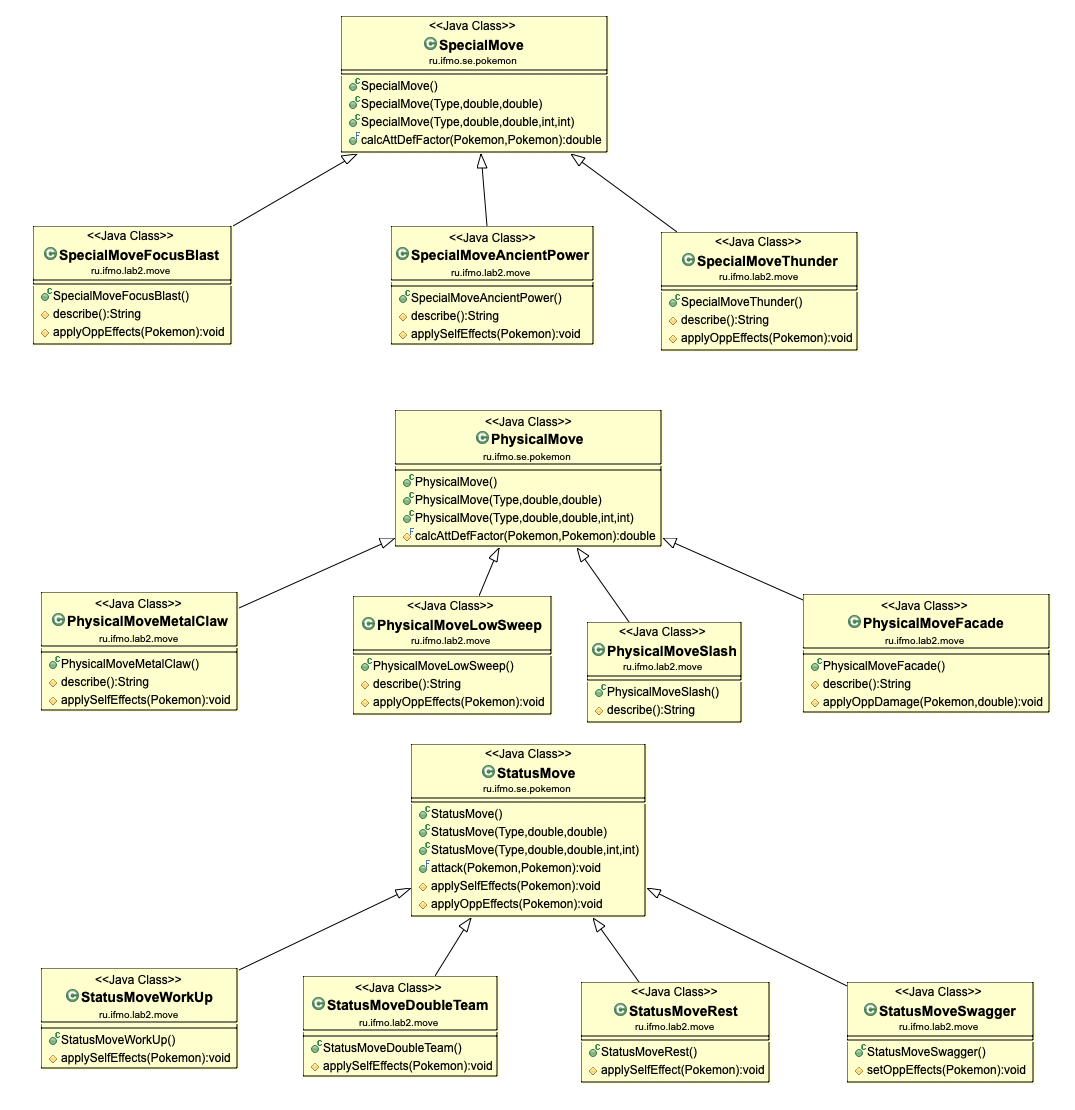 <<Java Class>>
SpecialMove
ru.ifmo.se.pokemon
SpecialMove()
SpecialMove(Type,double,double)
SpecialMove(Type,double,double,int,int)
calcAttDefFactor(Pokemon,Pokemon):double
<<Java Class>>
SpecialMoveFocusBlast
ru.ifmo.lab2.move
SpecialMoveFocusBlast()
describe():String
applyOppEffects(Pokemon):void
<<Java Class>>
SpecialMoveAncientPower
ru.ifmo.lab2.move
SpecialMoveAncientPower()
describe():String
applySelfEffects(Pokemon):void
<<Java Class>>
SpecialMoveThunder
ru.ifmo.lab2.move
SpecialMoveThunder()
describe():String
applyOppEffects(Pokemon):void
<<Java Class>>
PhysicalMove
ru.ifmo.se.pokemon
PhysicalMove()
PhysicalMove(Type,double,double)
PhysicalMove(Type,double,double,int,int)
calcAttDefFactor(Pokemon,Pokemon):double
<<Java Class>>
PhysicalMoveMetalClaw
ru.ifmo.lab2.move
PhysicalMoveMetalClaw()
describe():String
applySelfEffects(Pokemon):void
<<Java Class>>
PhysicalMoveLowSweep
ru.ifmo.lab2.move
PhysicalMoveLowSweep()
describe():String
applyOppEffects(Pokemon):void
<<Java Class>>
PhysicalMoveSlash
ru.ifmo.lab2.move
PhysicalMoveSlash()
describe():String
<<Java Class>>
PhysicalMoveFacade
ru.ifmo.lab2.move
PhysicalMoveFacade()
describe():String
applyOppDamage(Pokemon,double):void
<<Java Class>>
StatusMove
ru.ifmo.se.pokemon
StatusMove()
StatusMove(Type,double,double)
StatusMove(Type,double,double,int,int)
attack(Pokemon,Pokemon):void
applySelfEffects(Pokemon):void
applyOppEffects(Pokemon):void
<<Java Class>>
StatusMoveWorkUp
ru.ifmo.lab2.move
StatusMoveWorkUp()
applySelfEffects(Pokemon):void
<<Java Class>>
StatusMoveDoubleTeam
ru.ifmo.lab2.move
StatusMoveDoubleTeam()
applySelfEffects(Pokemon):void
<<Java Class>>
StatusMoveRest
ru.ifmo.lab2.move
StatusMoveRest()
applySelfEffect(Pokemon):void
<<Java Class>>
StatusMoveSwagger
ru.ifmo.lab2.move
StatusMoveSwagger()
setOppEffects(Pokemon):void